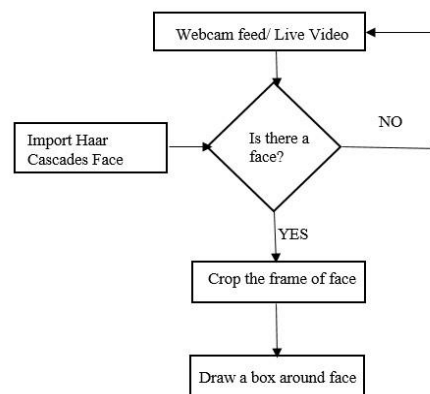 Webcam feed/ Live Video
Is there a
face?
NO
Import Haar
Cascades Face
YES
Crop the frame of face
Draw a box around face